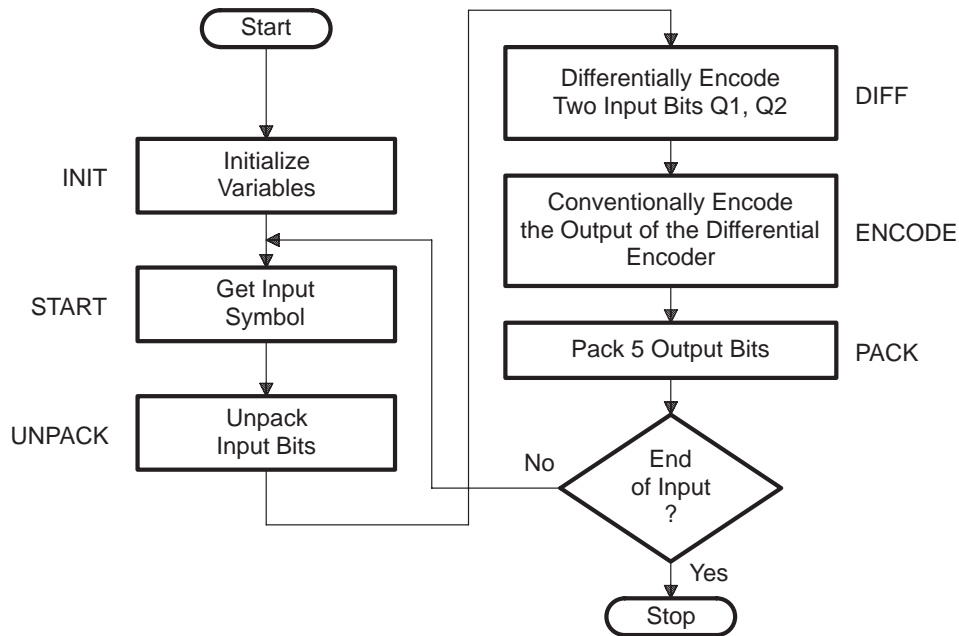 Start
INIT
Initialize
Variables
START
Get Input
Symbol
UNPACK
Unpack
Input Bits
Differentially Encode
Two Input Bits Q1, Q2
DIFF
Conventionally Encode
the Output of the Differential
Encoder
ENCODE
Pack 5 Output Bits
PACK
End
of Input
?
No
Yes
Stop